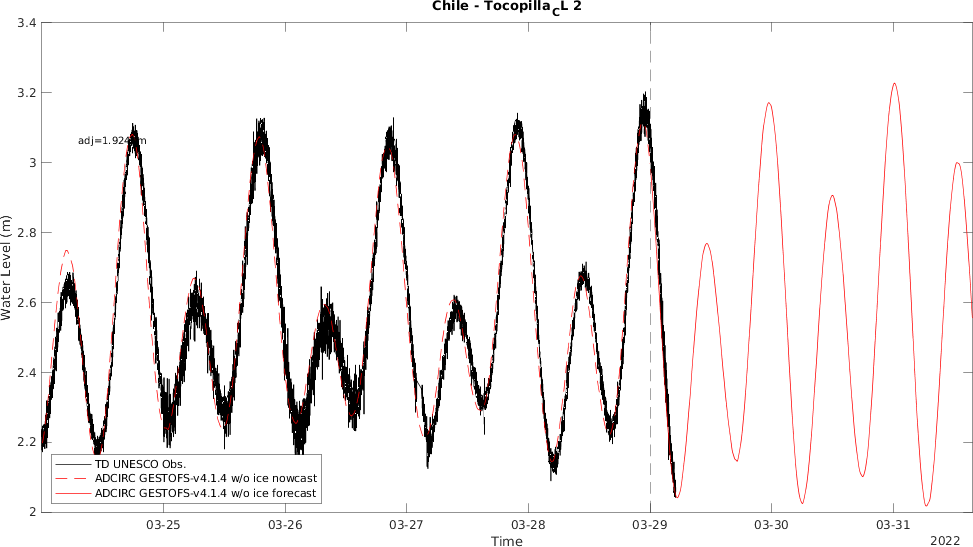 Chile - Tocopilla_CL 2
3.4
3.2
3
2.8
2.6
2.4
2.2
2
Water Level (m)
adj=1.924 m
TD UNESCO Obs.
ADCIRC GESTOFS-v4.1.4 w/o ice nowcast
ADCIRC GESTOFS-v4.1.4 w/o ice forecast
03-25
03-26
03-27
03-28
03-29
03-30
03-31
Time
2022